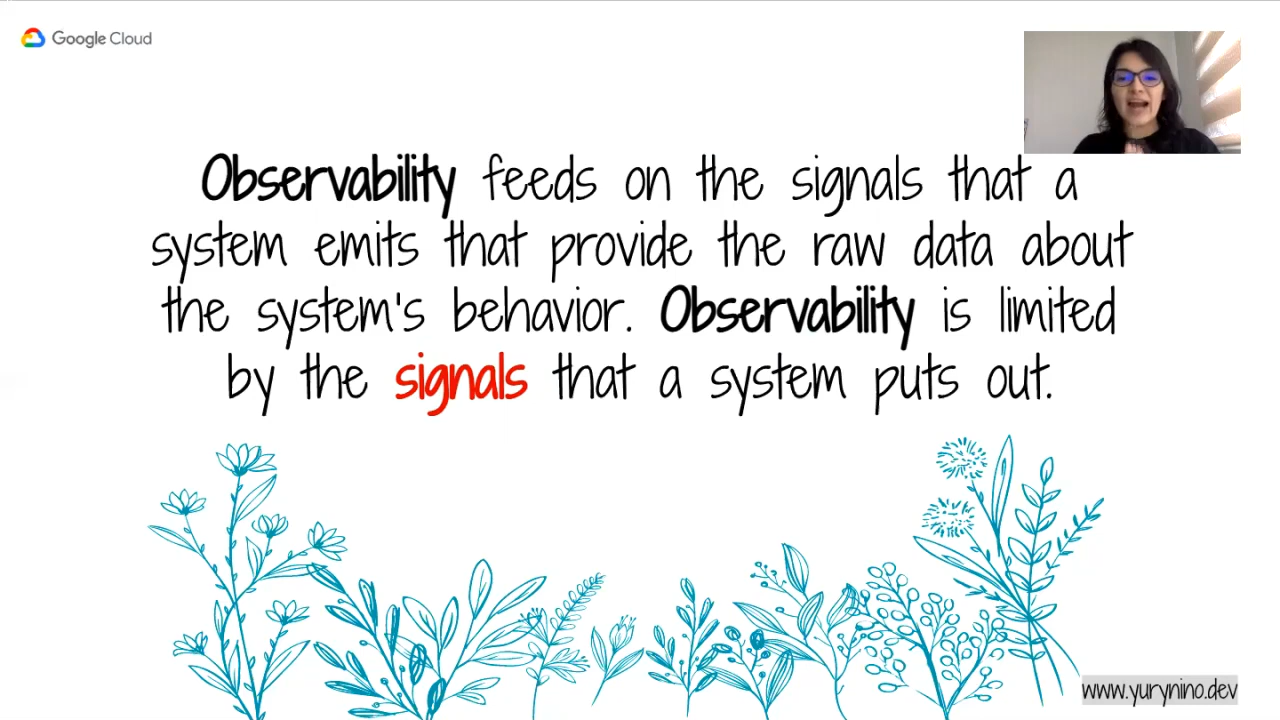 Google Cloud
Observability feeds on the signals that a
system emits that provide the raw data about
the system's behavior. Observability is limited
by the signals that a system puts out.
www.yurynino.dev